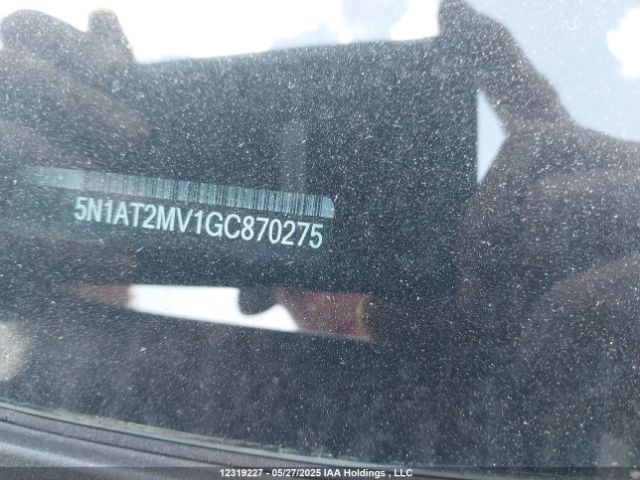 5N1AT2MV1GC870275
12319227 - 05/27/2025 IAA Holdings , LLC